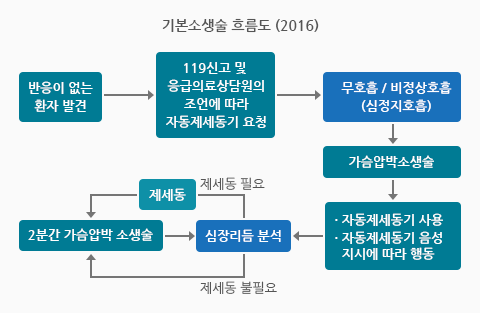 기본소생술 흐름도 (2016)
반응이 없는
환자 발견
119신고 및
응급의료상담원의
조언에 따라
자동제세동기 요청
무호흡 / 비정상호흡
(심정지호흡)
가슴압박소생술
· 자동제세동기 사용
· 자동제세동기 음성
지시에 따라 행동
심장리듬 분석
제세동 필요
제세동
2분간 가슴압박 소생술
제세동 불필요